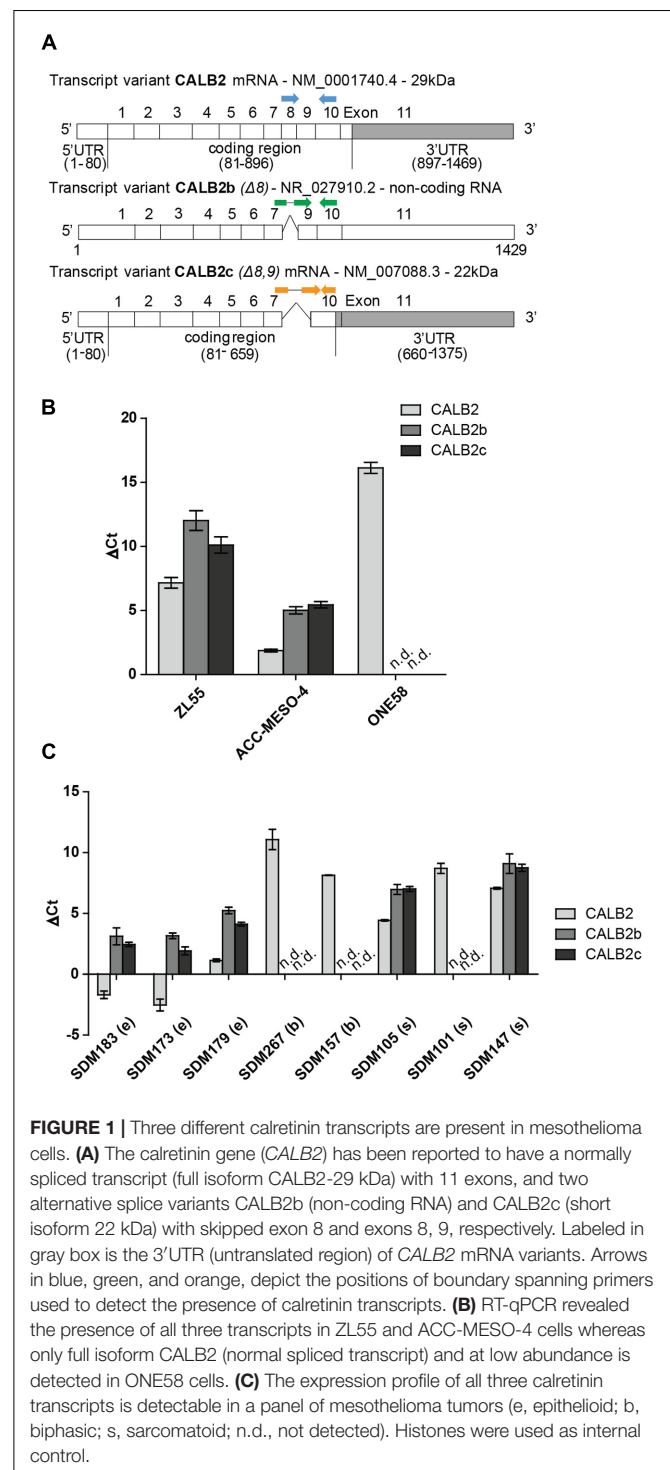 A
Transcript variant CALB2 mRNA - NM_0001740.4 - 29kDa
1 2 3 4 5 6 7 8 9 10 Exon 11
5' 3'
5'UTR coding region 3'UTR
(1-80) (81-896) (897-1469)
Transcript variant CALB2b (Δ8) - NR_027910.2 - non-coding RNA
1 2 3 4 5 6 7 9 10 11
5' 3'
1 1429
Transcript variant CALB2c (Δ8,9) mRNA - NM_007088.3 - 22kDa
1 2 3 4 5 6 7 10 Exon 11
5' 3'
5'UTR coding region 3'UTR
(1-80) (81-659) (660-1375)
B
CALB2
CALB2b
CALB2c
20
15
10
5
0
ΔCt
n.d. n.d.
ZL55 ACC-MESO-4 ONE58
C
15
10
5
0
-5
ΔCt
n.d. n.d. n.d. n.d. n.d. n.d.
CALB2
CALB2b
CALB2c
SDM183 (e) SDM173 (e) SDM179 (e) SDM267 (b) SDM157 (b) SDM105 (s) SDM101 (s) SDM147 (s)
FIGURE 1 | Three different calretinin transcripts are present in mesothelioma
cells. (A) The calretinin gene (CALB2) has been reported to have a normally
spliced transcript (full isoform CALB2-29 kDa) with 11 exons, and two
alternative splice variants CALB2b (non-coding RNA) and CALB2c (short
isoform 22 kDa) with skipped exon 8 and exons 8, 9, respectively. Labeled in
gray box is the 3′UTR (untranslated region) of CALB2 mRNA variants. Arrows
in blue, green, and orange, depict the positions of boundary spanning primers
used to detect the presence of calretinin transcripts. (B) RT-qPCR revealed
the presence of all three transcripts in ZL55 and ACC-MESO-4 cells whereas
only full isoform CALB2 (normal spliced transcript) and at low abundance is
detected in ONE58 cells. (C) The expression profile of all three calretinin
transcripts is detectable in a panel of mesothelioma tumors (e, epithelioid; b,
biphasic; s, sarcomatoid; n.d., not detected). Histones were used as internal
control.